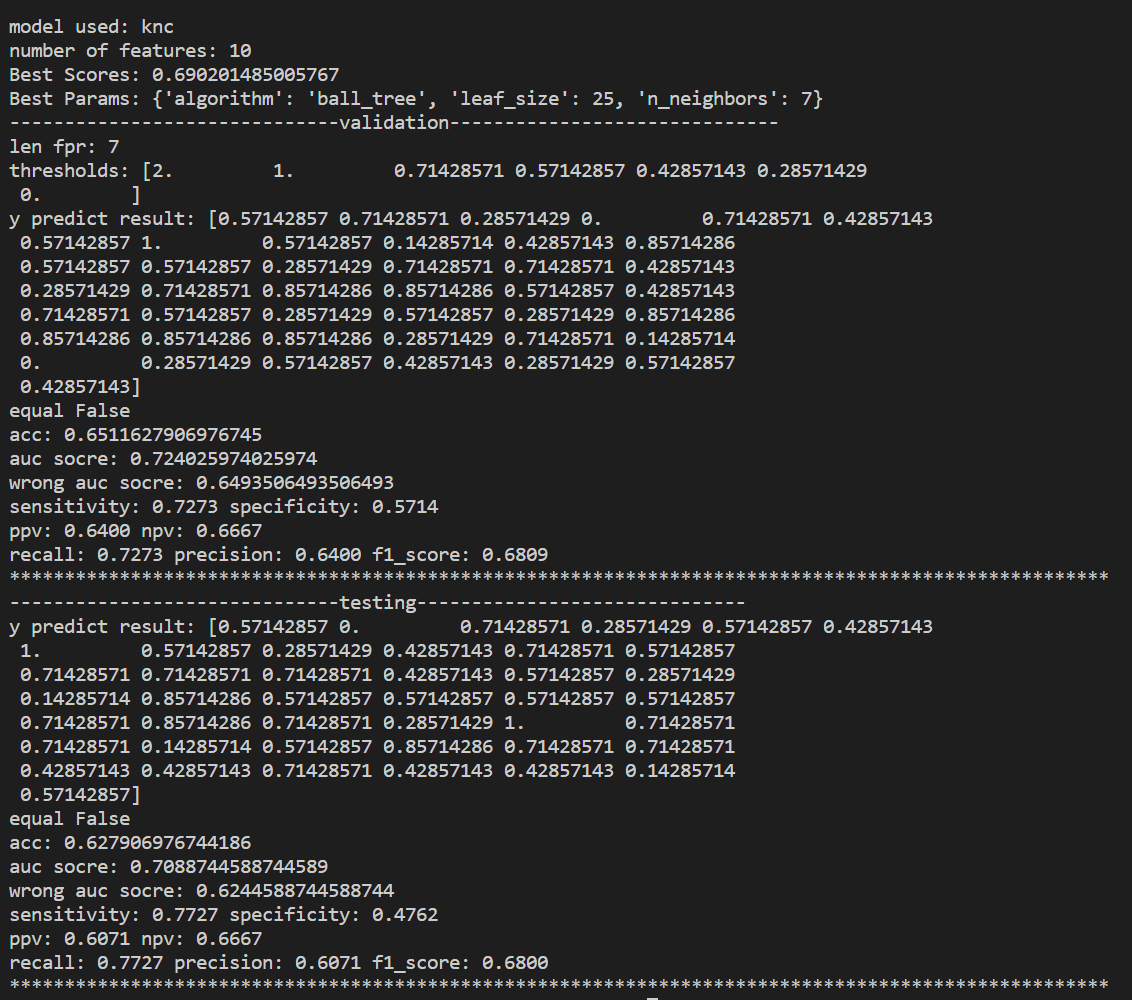 model used: knc
number of features: 10
Best Scores: 0.690201485005767
Best Params: {'algorithm': 'ball_tree', 'leaf_size': 25, 'n_neighbors': 7}
------------------------------validation------------------------------
len fpr: 7
thresholds: [2.         1.         0.71428571 0.57142857 0.42857143 0.28571429
 0.        ]
y predict result: [0.57142857 0.71428571 0.28571429 0.         0.71428571 0.42857143
 0.57142857 1.         0.57142857 0.14285714 0.42857143 0.85714286
 0.57142857 0.57142857 0.28571429 0.71428571 0.71428571 0.42857143
 0.28571429 0.71428571 0.85714286 0.85714286 0.57142857 0.42857143
 0.71428571 0.57142857 0.28571429 0.57142857 0.28571429 0.85714286
 0.85714286 0.85714286 0.85714286 0.28571429 0.71428571 0.14285714
 0.         0.28571429 0.57142857 0.42857143 0.28571429 0.57142857
 0.42857143]
equal False
acc: 0.6511627906976745
auc socre: 0.724025974025974
wrong auc socre: 0.6493506493506493
sensitivity: 0.7273 specificity: 0.5714
ppv: 0.6400 npv: 0.6667
recall: 0.7273 precision: 0.6400 f1_score: 0.6809
****************************************************************************************************
------------------------------testing------------------------------
y predict result: [0.57142857 0.         0.71428571 0.28571429 0.57142857 0.42857143
 1.         0.57142857 0.28571429 0.42857143 0.71428571 0.57142857
 0.71428571 0.71428571 0.71428571 0.42857143 0.57142857 0.28571429
 0.14285714 0.85714286 0.57142857 0.57142857 0.57142857 0.57142857
 0.71428571 0.85714286 0.71428571 0.28571429 1.         0.71428571
 0.71428571 0.14285714 0.57142857 0.85714286 0.71428571 0.71428571
 0.42857143 0.42857143 0.71428571 0.42857143 0.42857143 0.14285714
 0.57142857]
equal False
acc: 0.627906976744186
auc socre: 0.7088744588744589
wrong auc socre: 0.6244588744588744
sensitivity: 0.7727 specificity: 0.4762
ppv: 0.6071 npv: 0.6667
recall: 0.7727 precision: 0.6071 f1_score: 0.6800
****************************************************************************************************